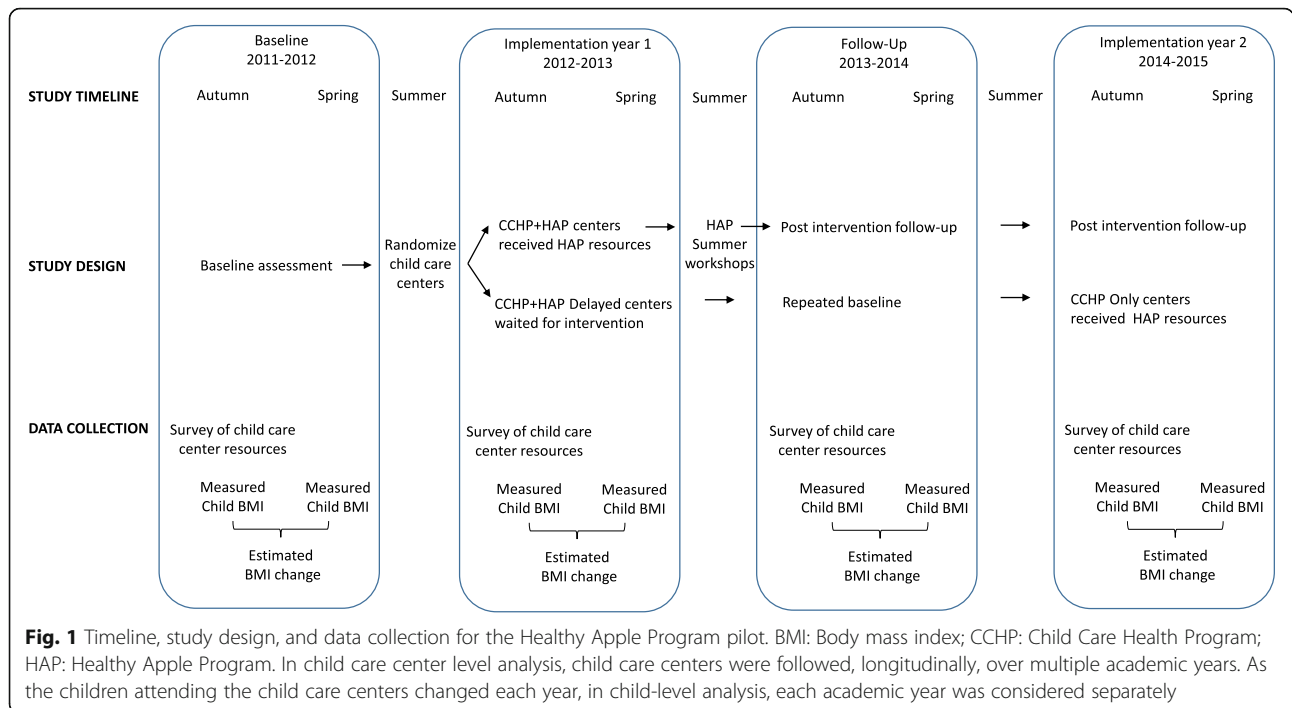 Baseline
2011-2012
Implementation year 1
2012-2013
Follow-Up
2013-2014
Implementation year 2
2014-2015
STUDY TIMELINE
Autumn
Spring
Summer
Autumn
Spring
Summer
Autumn
Spring
Summer
Autumn
Spring
STUDY DESIGN
Baseline assessment
Randomize
child care
centers
CCHP+HAP centers
received HAP resources
CCHP+HAP Delayed centers
waited for intervention
HAP
Summer
workshops
Post intervention follow-up
Repeated baseline
Post intervention follow-up
CCHP Only centers
received HAP resources
DATA COLLECTION
Survey of child care
center resources
Measured
Child BMI
Measured
Child BMI
Estimated
BMI change
Survey of child care
center resources
Measured
Child BMI
Measured
Child BMI
Estimated
BMI change
Survey of child care
center resources
Measured
Child BMI
Measured
Child BMI
Estimated
BMI change
Survey of child care
center resources
Measured
Child BMI
Measured
Child BMI
Estimated
BMI change
Fig. 1 Timeline, study design, and data collection for the Healthy Apple Program pilot. BMI: Body mass index; CCHP: Child Care Health Program;
HAP: Healthy Apple Program. In child care center level analysis, child care centers were followed, longitudinally, over multiple academic years. As
the children attending the child care centers changed each year, in child-level analysis, each academic year was considered separately